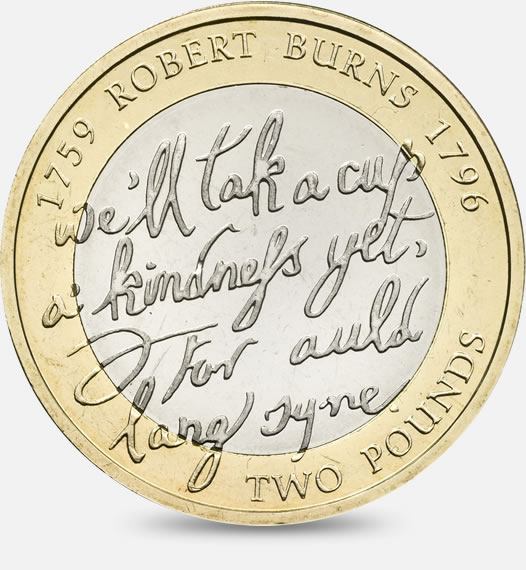 1759 ROBERT BURNS 1796
we'll tak a cup
o' kindness yet,
for auld
lang syne
TWO POUNDS